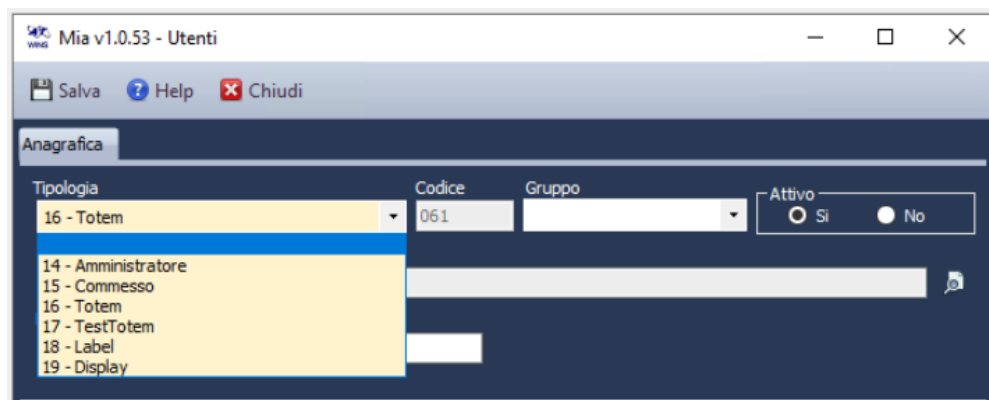 WING Mia v1.0.53 - Utenti
Salva Help Chiudi
Anagrafica
Tipologia Codice Gruppo Attivo
16 - Totem 061 Si No
14 - Amministratore
15 - Commesso
16 - Totem
17 - TestTotem
18 - Label
19 - Display